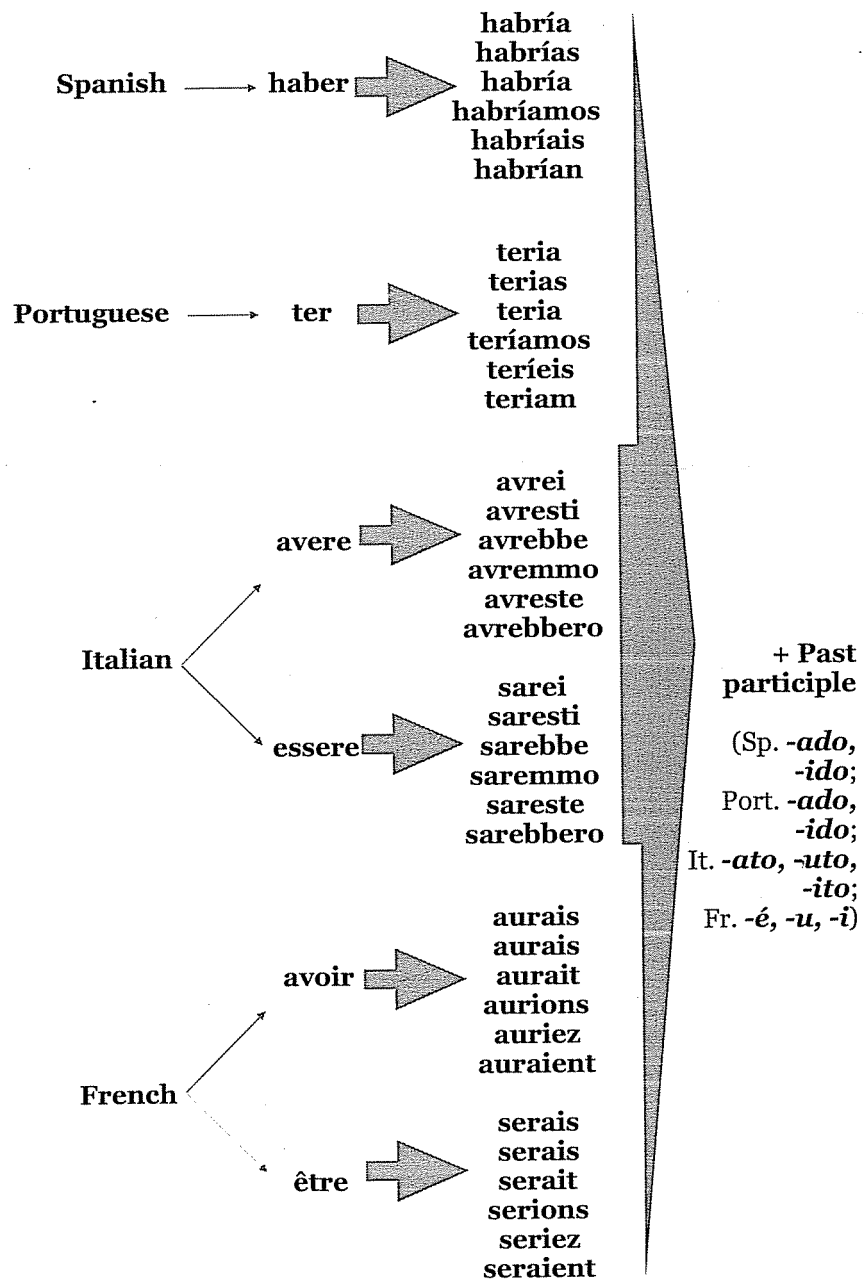 Spanish
haber
habría
habrías
habría
habríamos
habríais
habrían
Portuguese
ter
teria
terias
teria
teríamos
teríeis
teriam
Italian
avere
avrei
avresti
avrebbe
avremmo
avreste
avrebbero
essere
sarei
saresti
sarebbe
saremmo
sareste
sarebbero
French
avoir
aurais
aurais
aurait
aurions
auriez
auraient
être
serais
serais
serait
serions
seriez
seraient
+ Past
participle
(Sp. -ado,
-ido;
Port. -ado,
-ido;
It. -ato, -uto,
-ito;
Fr. -é, -u, -i)